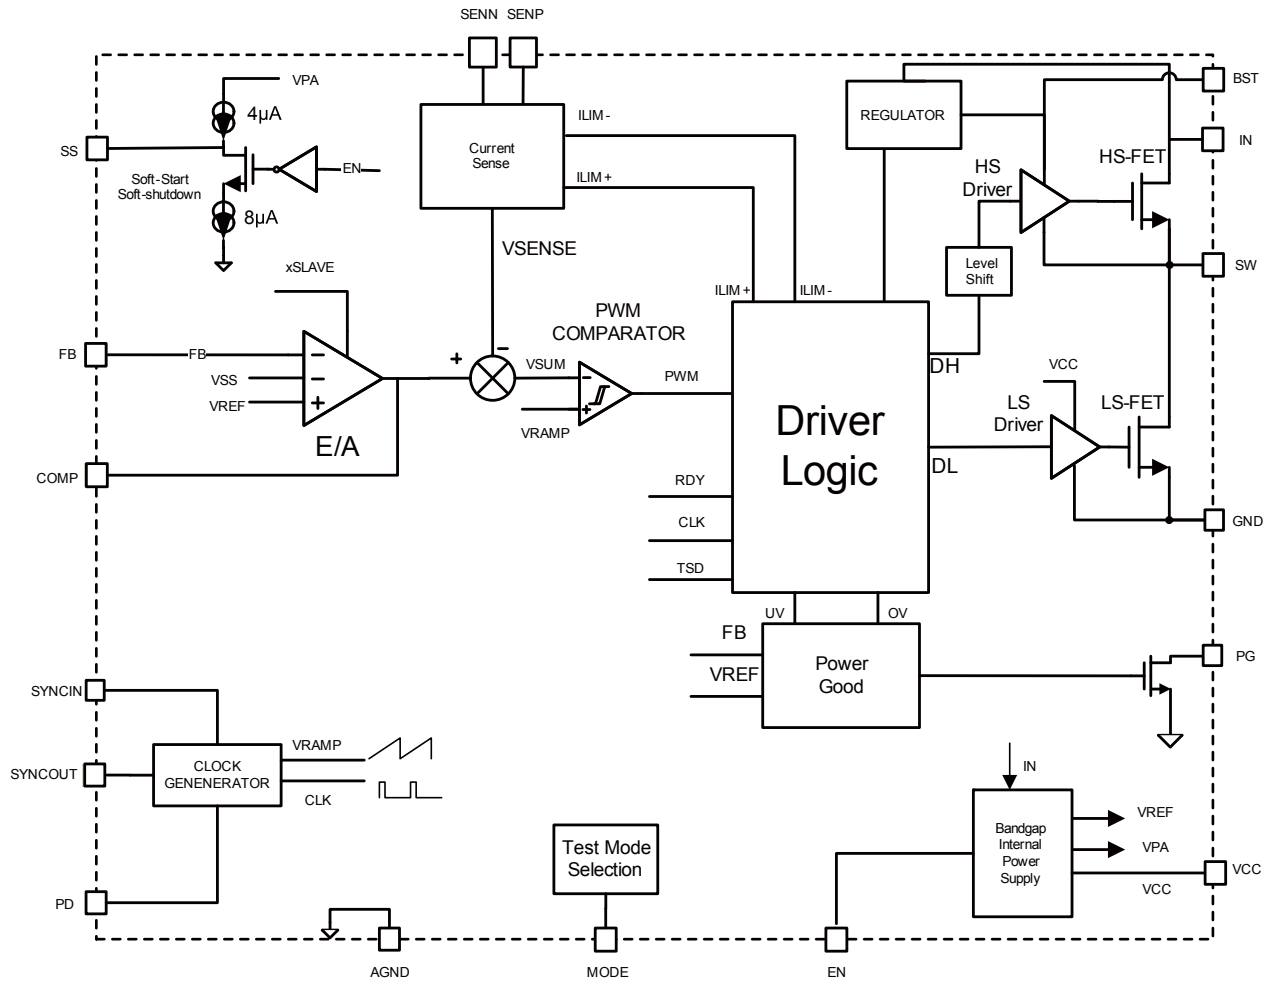 SENN
SENP
VPA
4µA
SS
EN
Soft-Start
Soft-shutdown
8µA
Current
Sense
ILIM -
ILIM +
VSENSE
REGULATOR
BST
IN
HS-FET
HS
Driver
Level
Shift
SW
xSLAVE
FB
FB
VSS
VREF
E/A
COMP
+
−
VSUM
VRAMP
PWM
COMPARATOR
PWM
ILIM +
ILIM -
Driver
Logic
DH
DL
VCC
LS
Driver
LS-FET
GND
RDY
CLK
TSD
UV
OV
FB
VREF
Power
Good
PG
SYNCIN
SYNCOUT
PD
CLOCK
GENENERATOR
VRAMP
CLK
Test Mode
Selection
IN
Bandgap
Internal
Power
Supply
VREF
VPA
VCC
VCC
AGND
MODE
EN